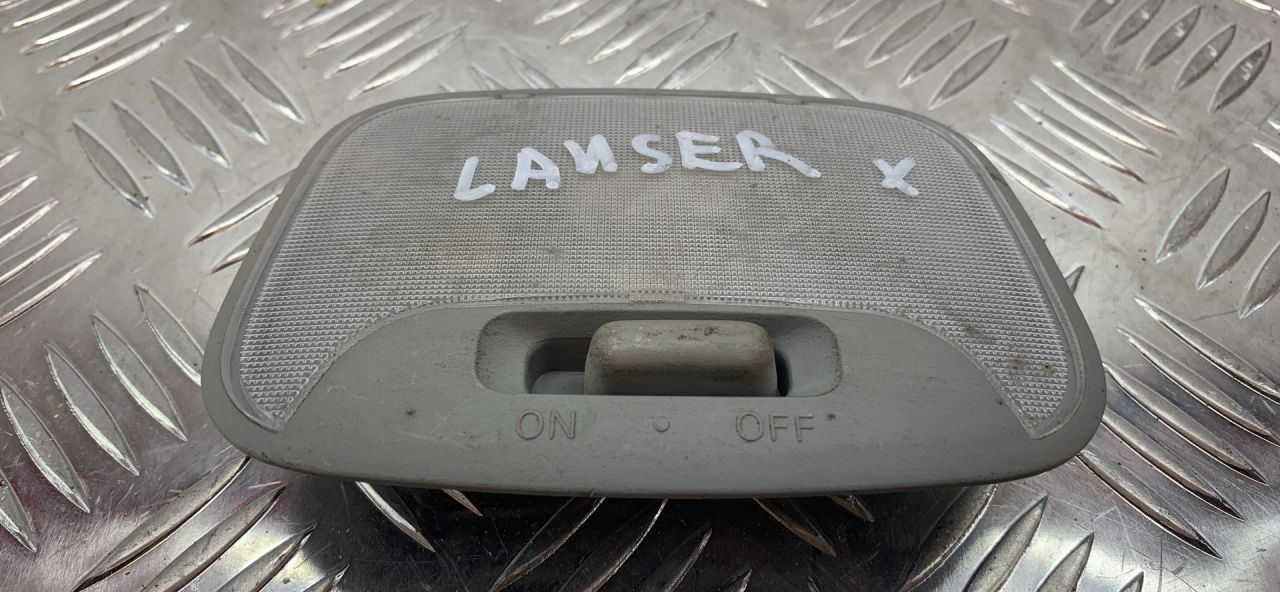 LANSER X
ON • OFF